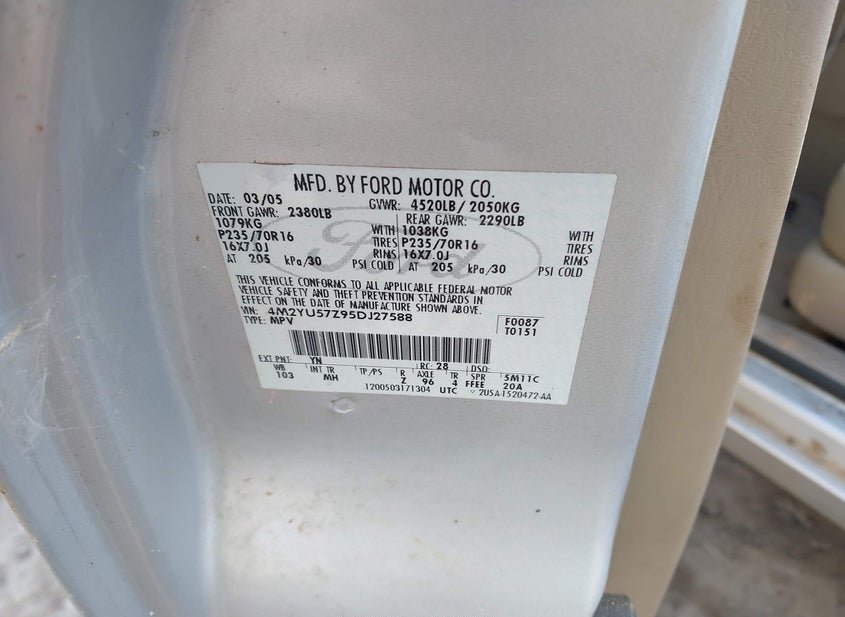 MFD. BY FORD MOTOR CO.
DATE: 03/05 GVWR: 4520LB/ 2050KG
FRONT GAWR: 2380LB REAR GAWR: 2290LB
1079KG WITH 1038KG WITH
P235/70R16 TIRES P235/70R16 TIRES
16X7.0J RIMS 16X7.0J RIMS
AT 205 kPa/30 PSI COLD AT 205 kPa/30 PSI COLD
THIS VEHICLE CONFORMS TO ALL APPLICABLE FEDERAL MOTOR
VEHICLE SAFETY AND THEFT PREVENTION STANDARDS IN
EFFECT ON THE DATE OF MANUFACTURE SHOWN ABOVE.
VIN: 4M2YU57Z95DJ27588 F0087
TYPE: MPV T0151
EXT PNT: YN RC: 28 DSO:
WB INT TR TP/PS R AXLE TR SPR 5M11C
103 MH Z 96 4 FFEE 20A
1200503171304 UTC 2U5A-1520472-AA
Ford